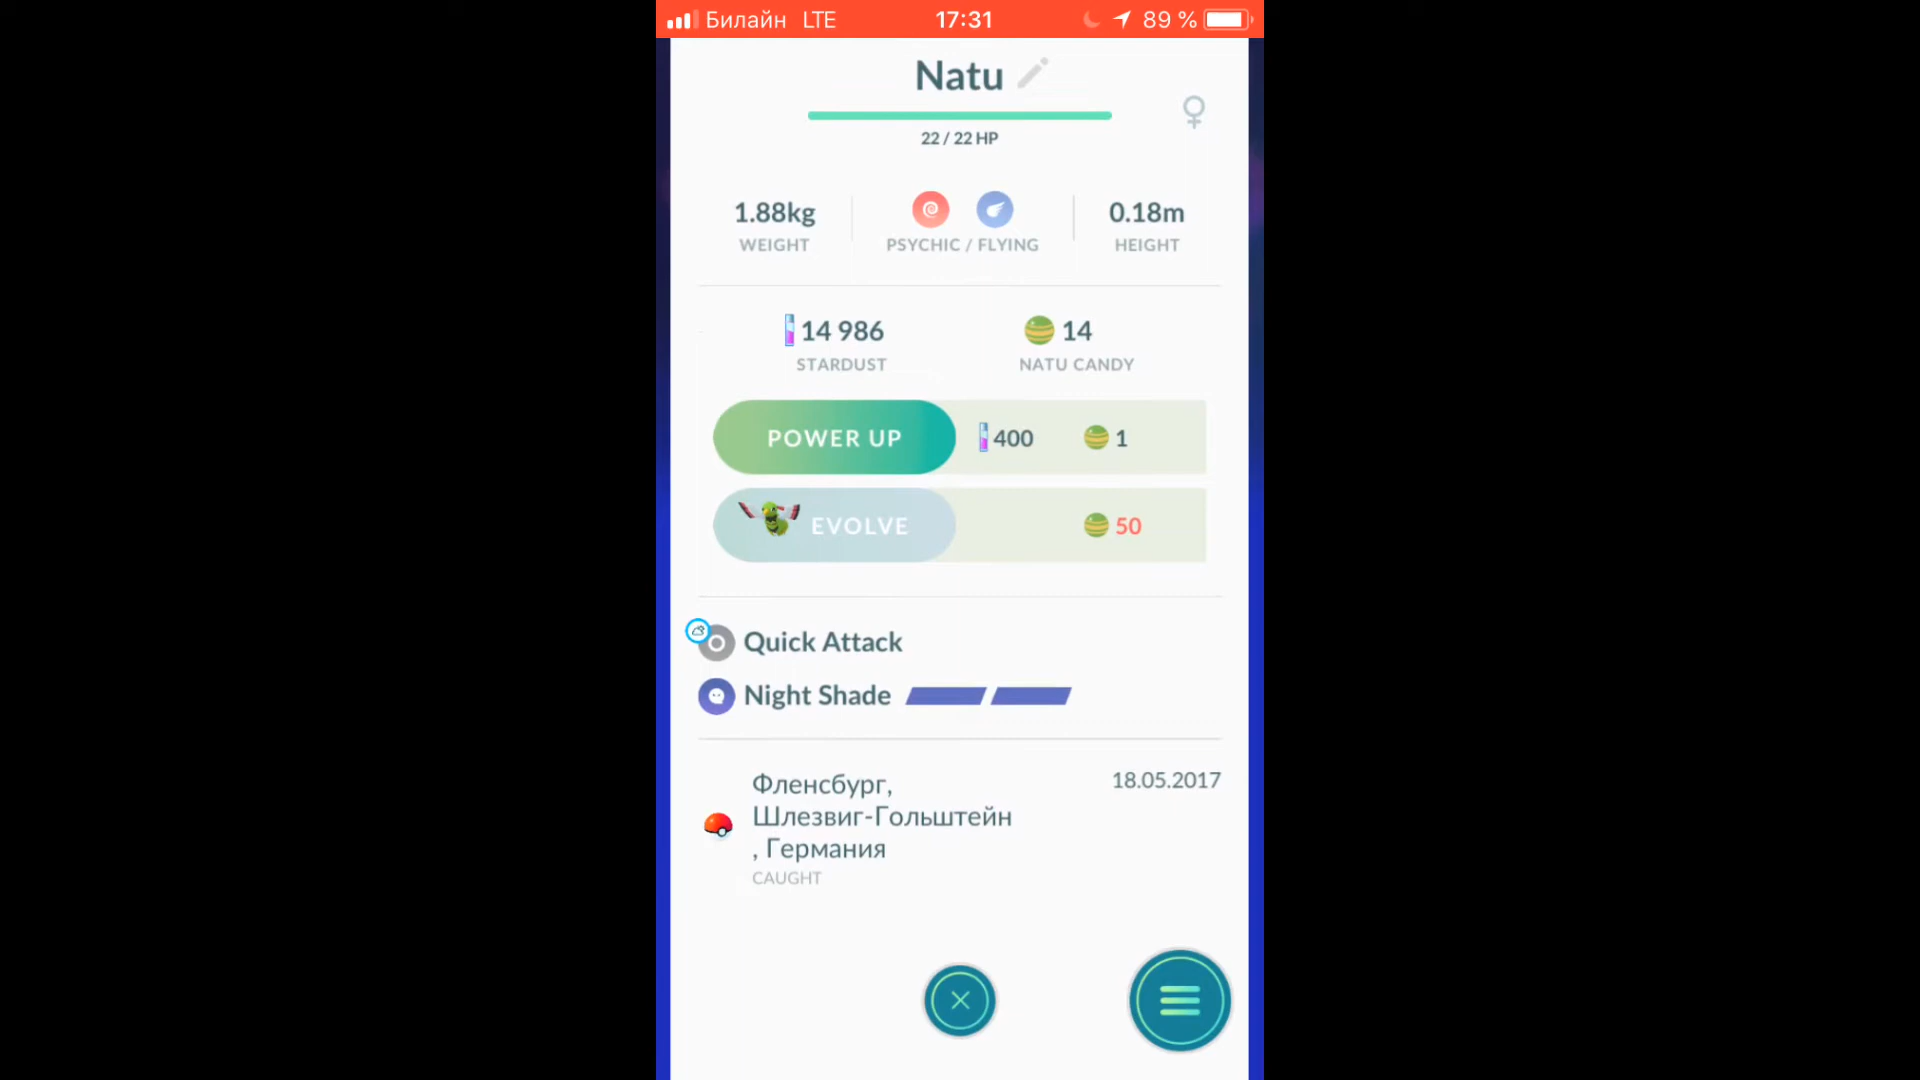 Билайн LTE 17:31 89 %
Natu
22 / 22 HP
1.88kg
WEIGHT
PSYCHIC / FLYING
0.18m
HEIGHT
14 986
STARDUST
14
NATU CANDY
POWER UP 400 1
EVOLVE 50
Quick Attack
Night Shade
Фленсбург,
Шлезвиг-Гольштейн
, Германия
CAUGHT
18.05.2017